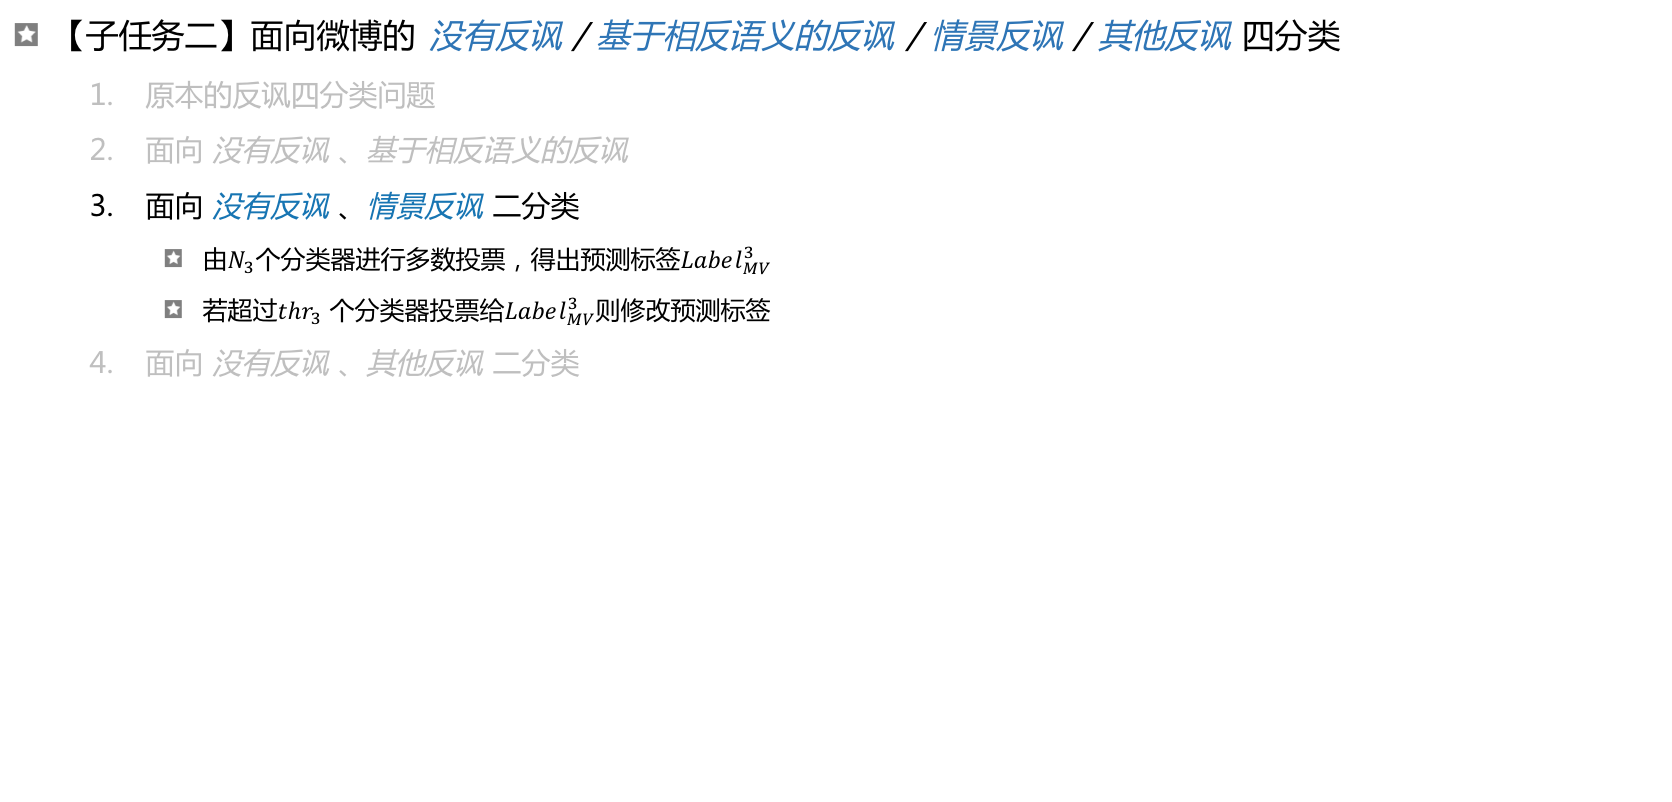 【子任务二】面向微博的 没有反讽 / 基于相反语义的反讽 / 情景反讽 / 其他反讽 四分类
1. 原本的反讽四分类问题
2. 面向 没有反讽 、基于相反语义的反讽
3. 面向 没有反讽 、情景反讽 二分类
由N₃个分类器进行多数投票，得出预测标签Label³_MV
若超过thr₃ 个分类器投票给Label³_MV则修改预测标签
4. 面向 没有反讽 、其他反讽 二分类